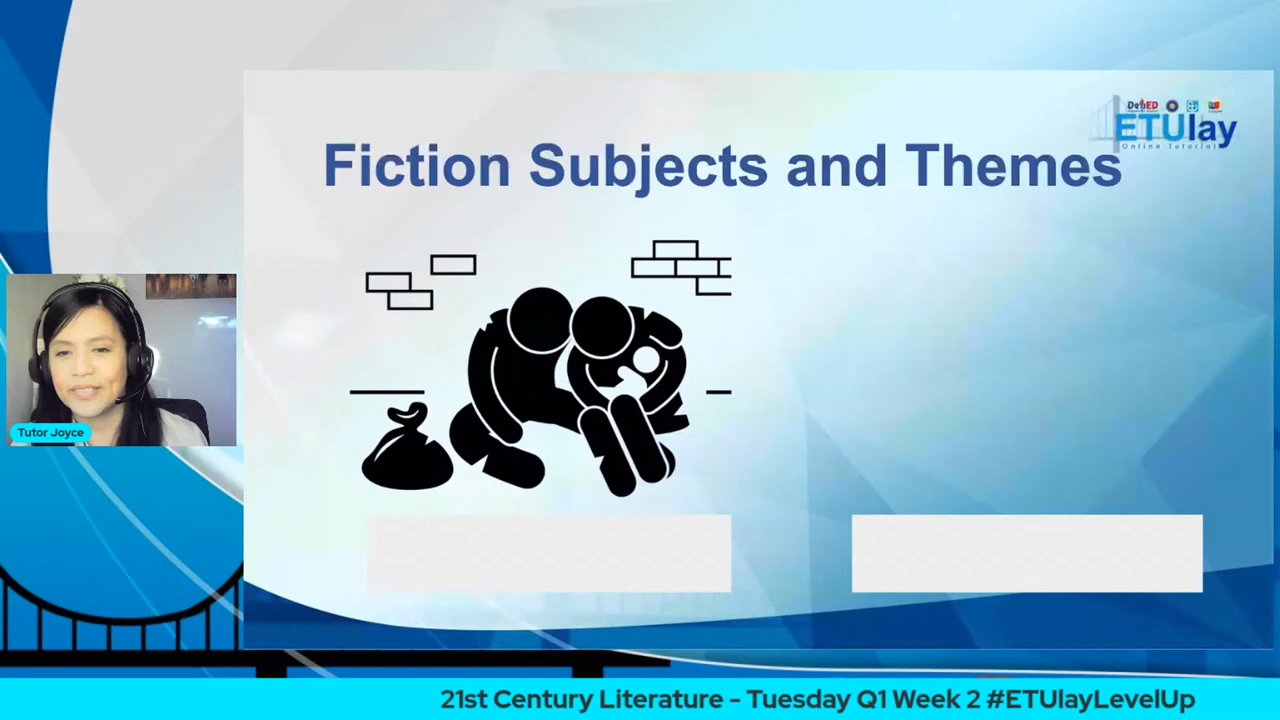 DepED
ETUlay
Online Tutorial
Fiction Subjects and Themes
Tutor Joyce
21st Century Literature - Tuesday Q1 Week 2 #ETUlayLevelUp